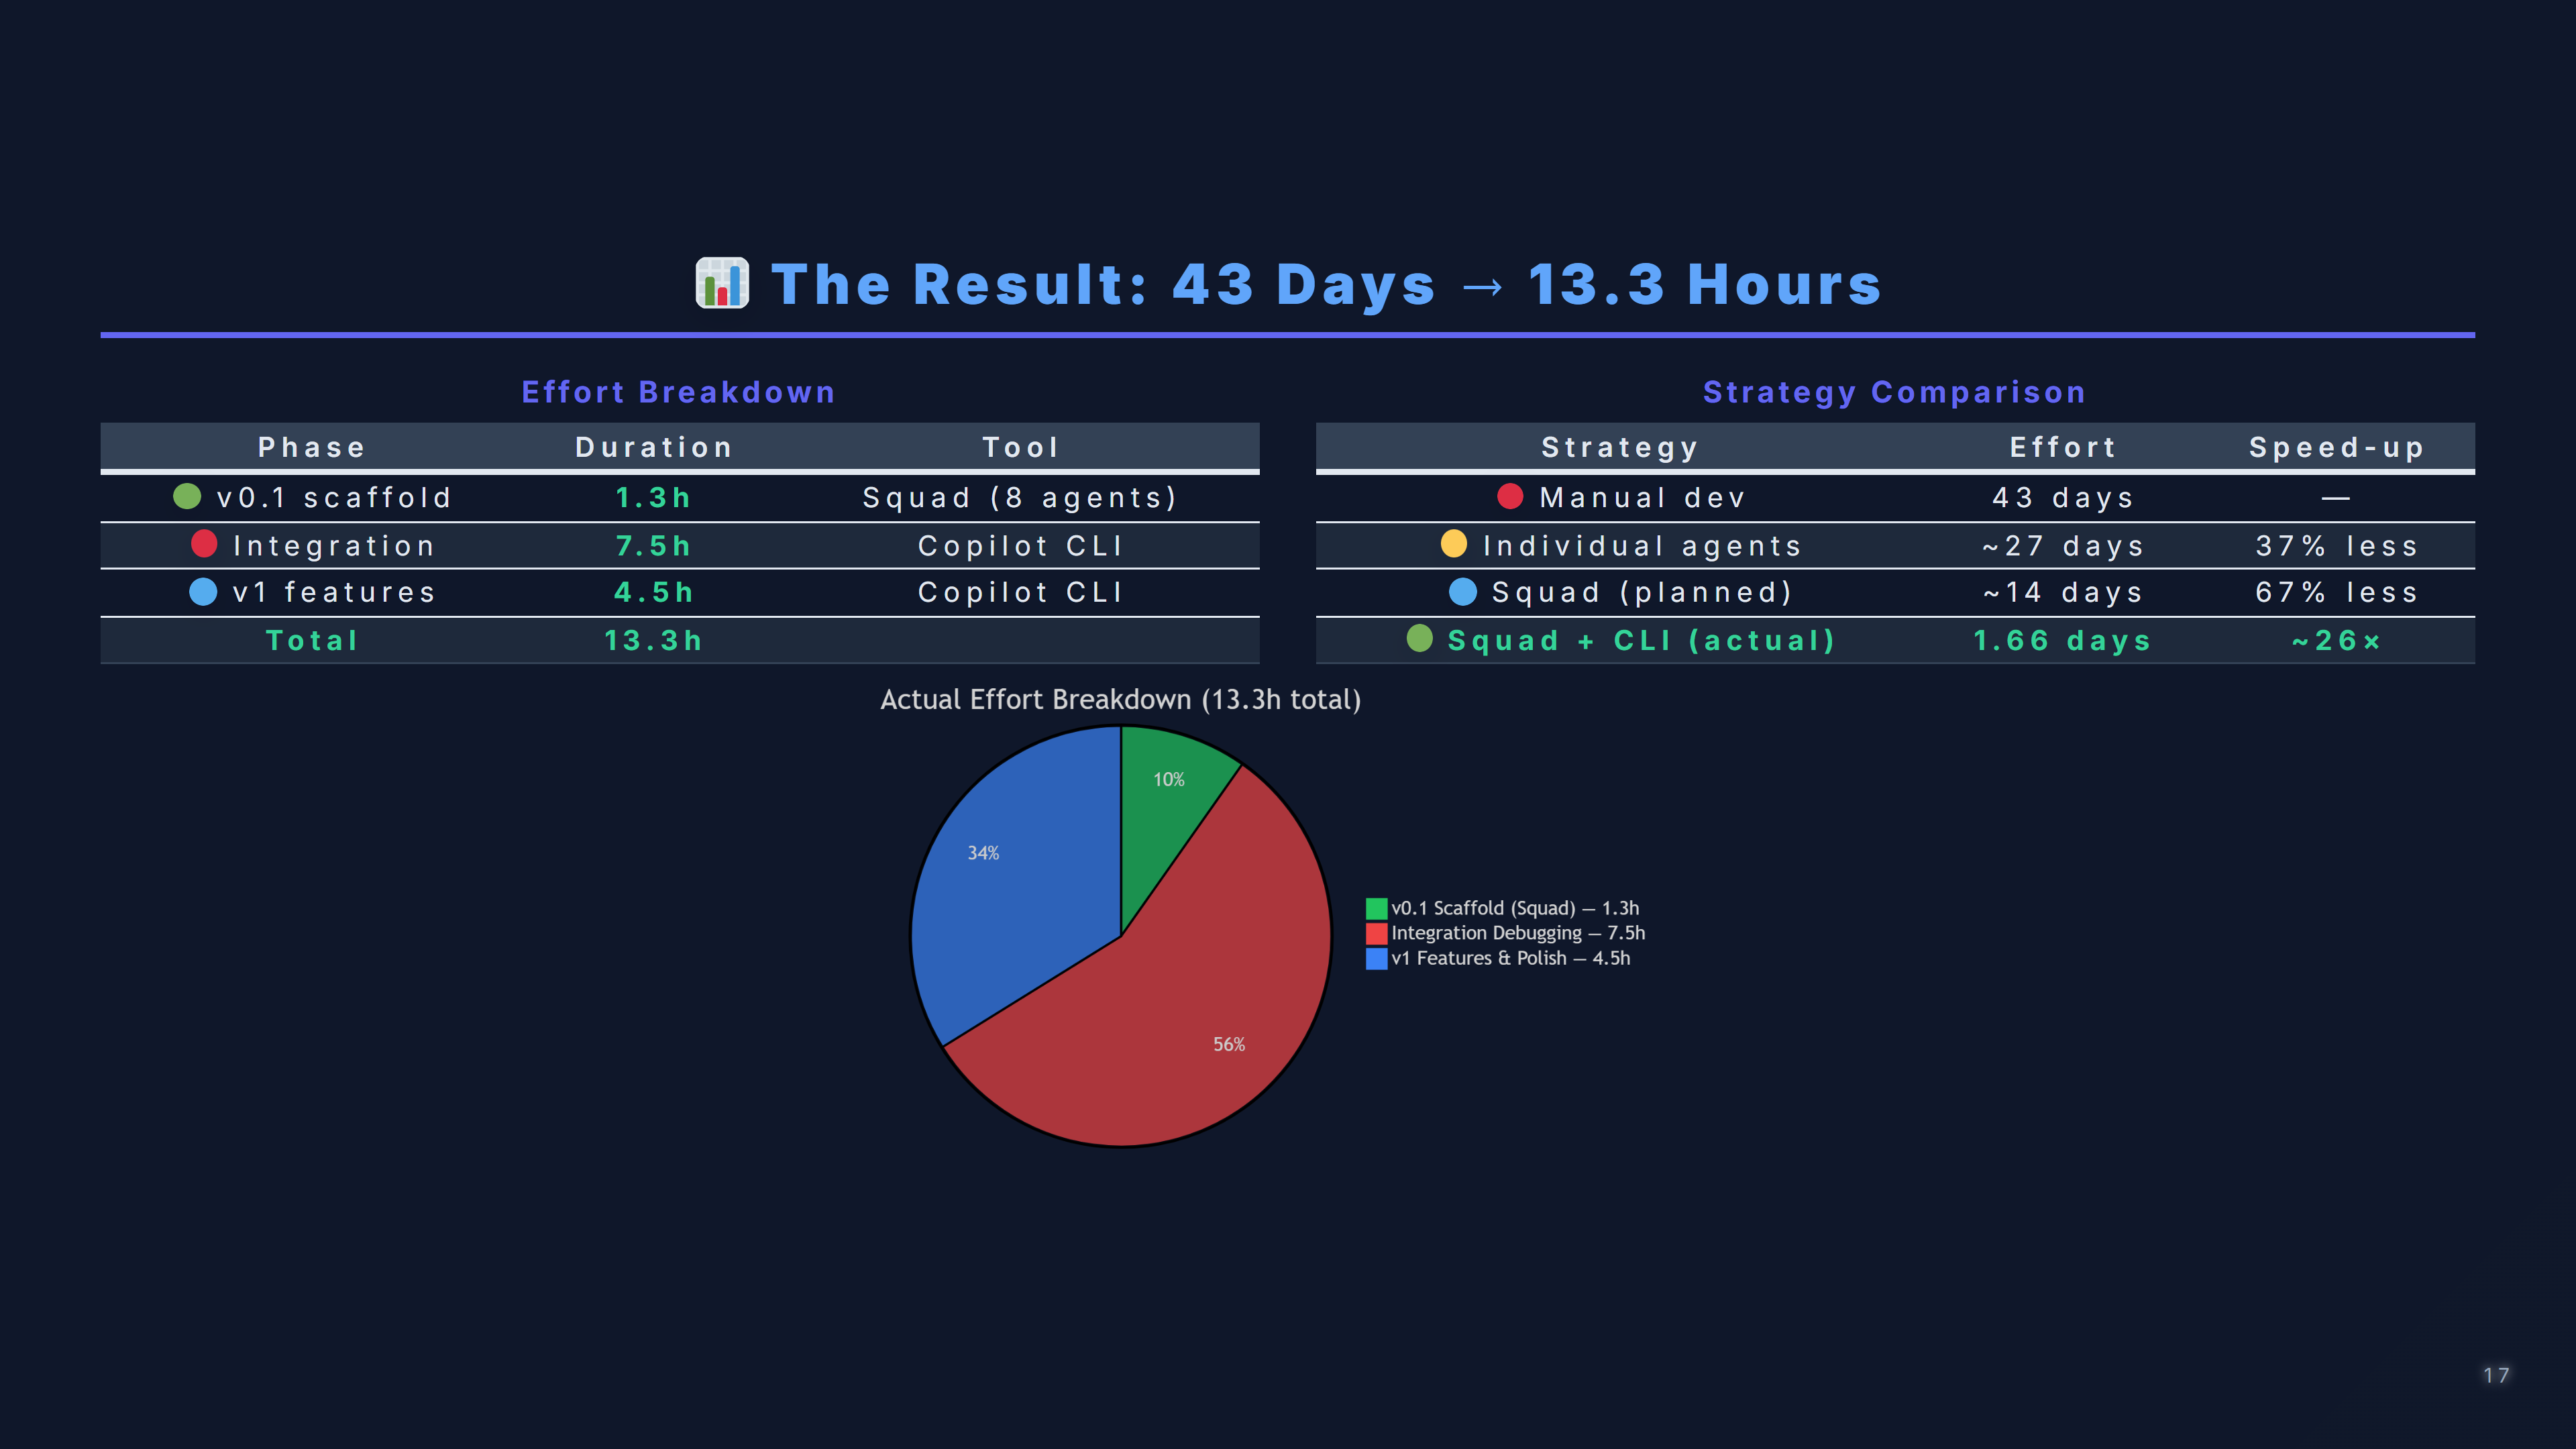 The Result: 43 Days → 13.3 Hours
Effort Breakdown
Phase Duration Tool
v0.1 scaffold 1.3h Squad (8 agents)
Integration 7.5h Copilot CLI
v1 features 4.5h Copilot CLI
Total 13.3h
Strategy Comparison
Strategy Effort Speed-up
Manual dev 43 days —
Individual agents ~27 days 37% less
Squad (planned) ~14 days 67% less
Squad + CLI (actual) 1.66 days ~26×
Actual Effort Breakdown (13.3h total)
10%
34%
56%
v0.1 Scaffold (Squad) — 1.3h
Integration Debugging — 7.5h
v1 Features & Polish — 4.5h
17